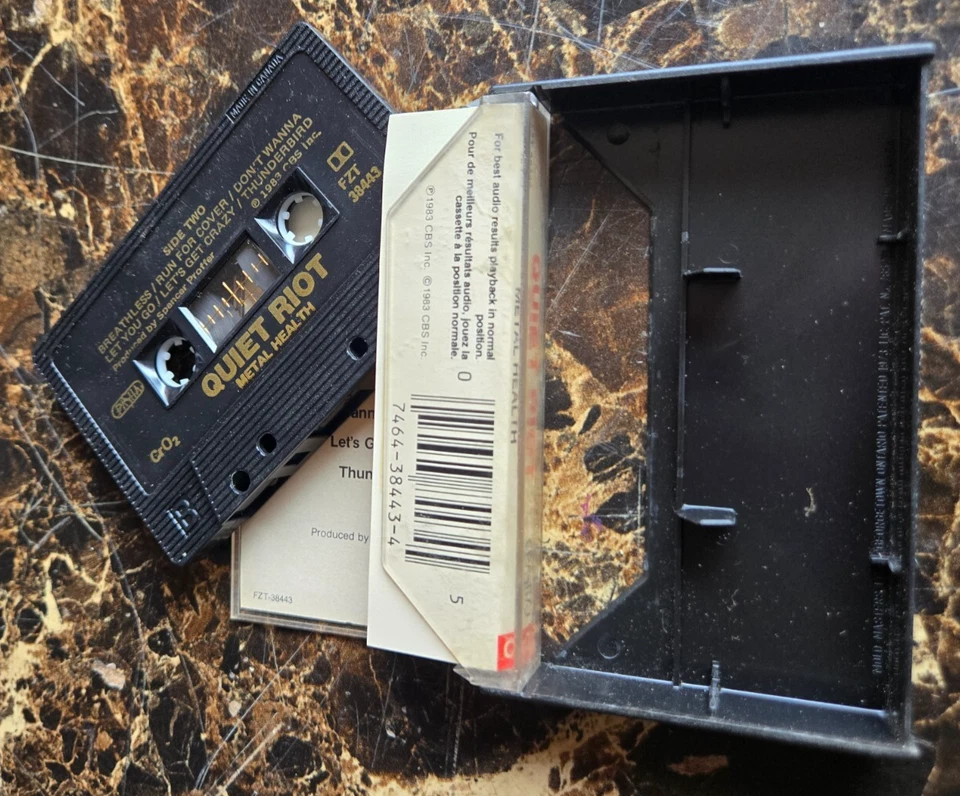 MADE IN CANADA
SIDE TWO
BREATHLESS / RUN FOR COVER / DON'T WANNA
LET YOU GO / LET'S GET CRAZY / THUNDERBIRD
Produced by Spencer Proffer ℗ © 1983 CBS Inc.
FZT
38443
QUIET RIOT
METAL HEALTH
CrO₂
B
Let's G
Thun
Produced by
FZT-38443
For best audio results playback in normal
position.
Pour de meilleurs résultats audio, jouez la
cassette à la position normale.
℗ 1983 CBS Inc. © 1983 CBS Inc.
0
7464-38443-4
5
QUIET RIOT
METAL HEALTH
GEORGETOWN ONTARIO PATENTED